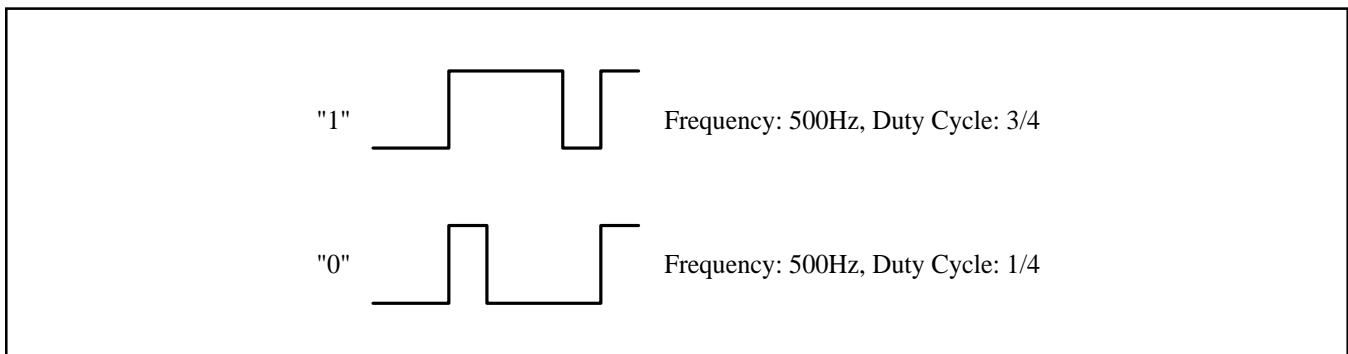 "1" Frequency: 500Hz, Duty Cycle: 3/4
"0" Frequency: 500Hz, Duty Cycle: 1/4